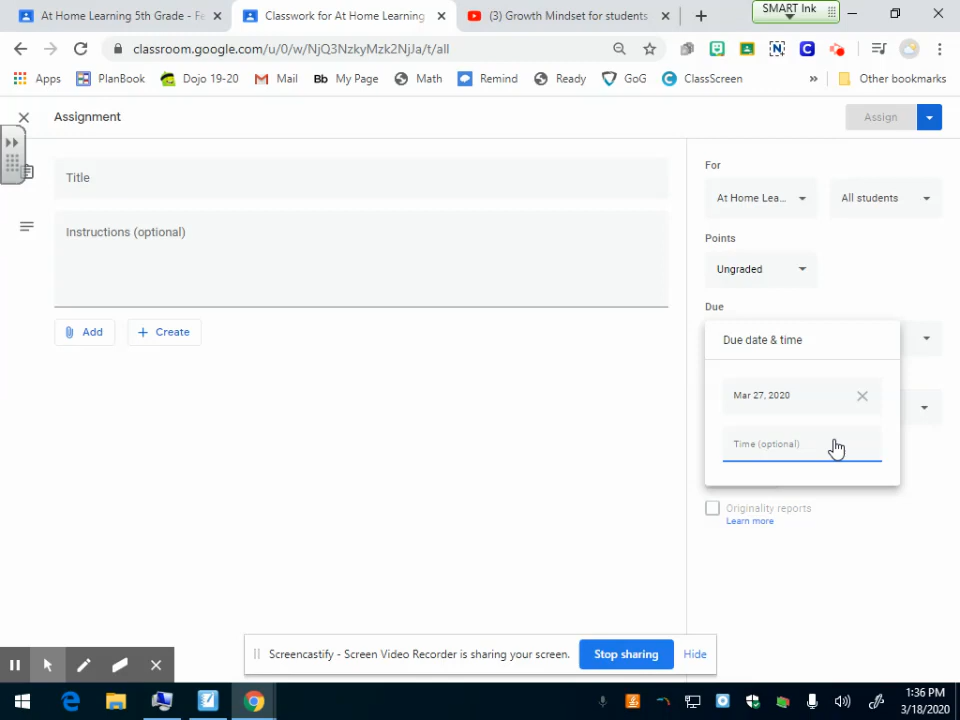 At Home Learning 5th Grade - Fe
Classwork for At Home Learning
(3) Growth Mindset for students
SMART Ink
classroom.google.com/u/0/w/NjQ3NzkyMzk2NjJa/t/all
Apps
PlanBook
Dojo 19-20
Mail
Bb My Page
Math
Remind
Ready
GoG
ClassScreen
»
Other bookmarks
Assignment
Assign
Title
Instructions (optional)
Add
Create
For
At Home Lea...
All students
Points
Ungraded
Due
Due date & time
Mar 27, 2020
Time (optional)
Originality reports
Learn more
Screencastify - Screen Video Recorder is sharing your screen.
Stop sharing
Hide
1:36 PM
3/18/2020